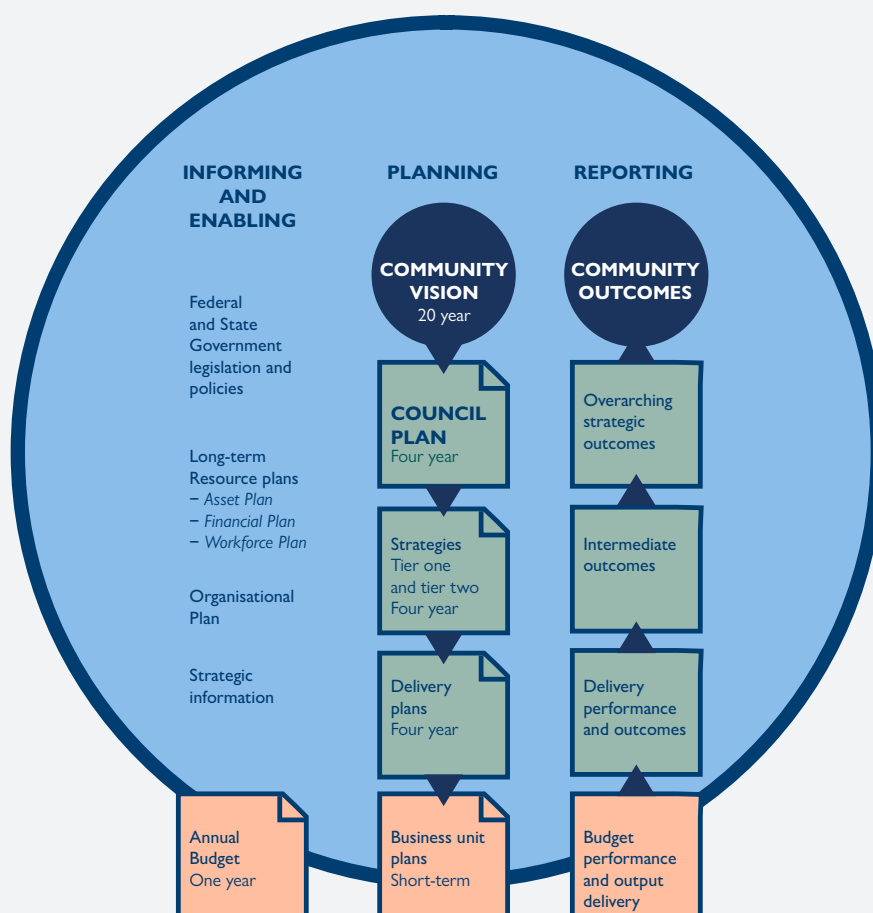 INFORMING
AND
ENABLING
Federal
and State
Government
legislation and
policies
Long-term
Resource plans
– Asset Plan
– Financial Plan
– Workforce Plan
Organisational
Plan
Strategic
information
Annual
Budget
One year
PLANNING
COMMUNITY
VISION
20 year
COUNCIL
PLAN
Four year
Strategies
Tier one
and tier two
Four year
Delivery
plans
Four year
Business unit
plans
Short-term
REPORTING
COMMUNITY
OUTCOMES
Overarching
strategic
outcomes
Intermediate
outcomes
Delivery
performance
and outcomes
Budget
performance
and output
delivery